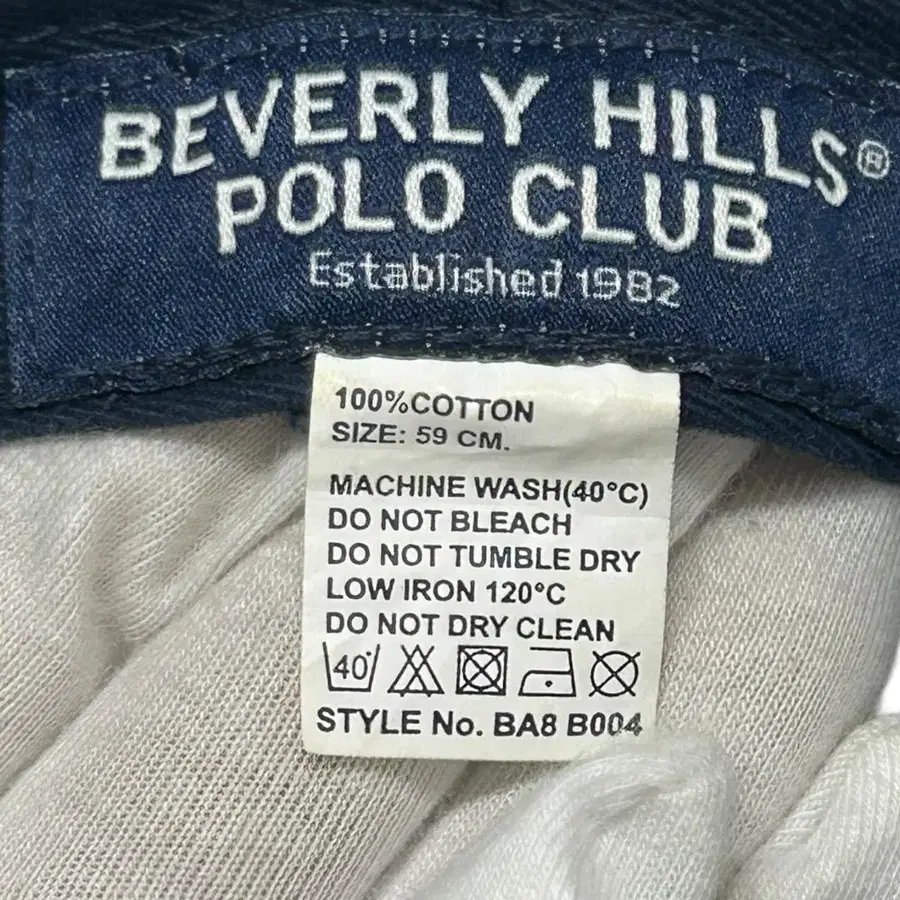 BEVERLY HILLS®
POLO CLUB
Established 1982
100%COTTON
SIZE: 59 CM.
MACHINE WASH(40°C)
DO NOT BLEACH
DO NOT TUMBLE DRY
LOW IRON 120°C
DO NOT DRY CLEAN
40°
STYLE No. BA8 B004